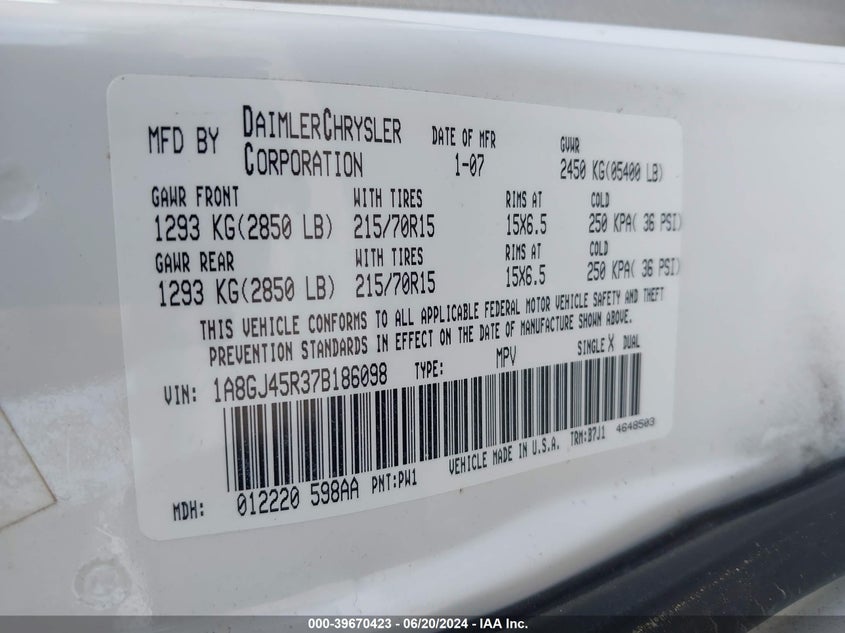 MFD BY DAIMLERCHRYSLER CORPORATION DATE OF MFR 1-07 GVWR 2450 KG(05400 LB)
GAWR FRONT WITH TIRES RIMS AT COLD
1293 KG(2850 LB) 215/70R15 15X6.5 250 KPA( 36 PSI)
GAWR REAR WITH TIRES RIMS AT COLD
1293 KG(2850 LB) 215/70R15 15X6.5 250 KPA( 36 PSI)
THIS VEHICLE CONFORMS TO ALL APPLICABLE FEDERAL MOTOR VEHICLE SAFETY AND THEFT
PREVENTION STANDARDS IN EFFECT ON THE DATE OF MANUFACTURE SHOWN ABOVE.
VIN: 1A8GJ45R37B186098 TYPE: MPV SINGLE X DUAL
VEHICLE MADE IN U.S.A. TRM:B7J1 4648503
MDH: 012220 598AA PNT:PW1
000-39670423 - 06/20/2024 - IAA Inc.